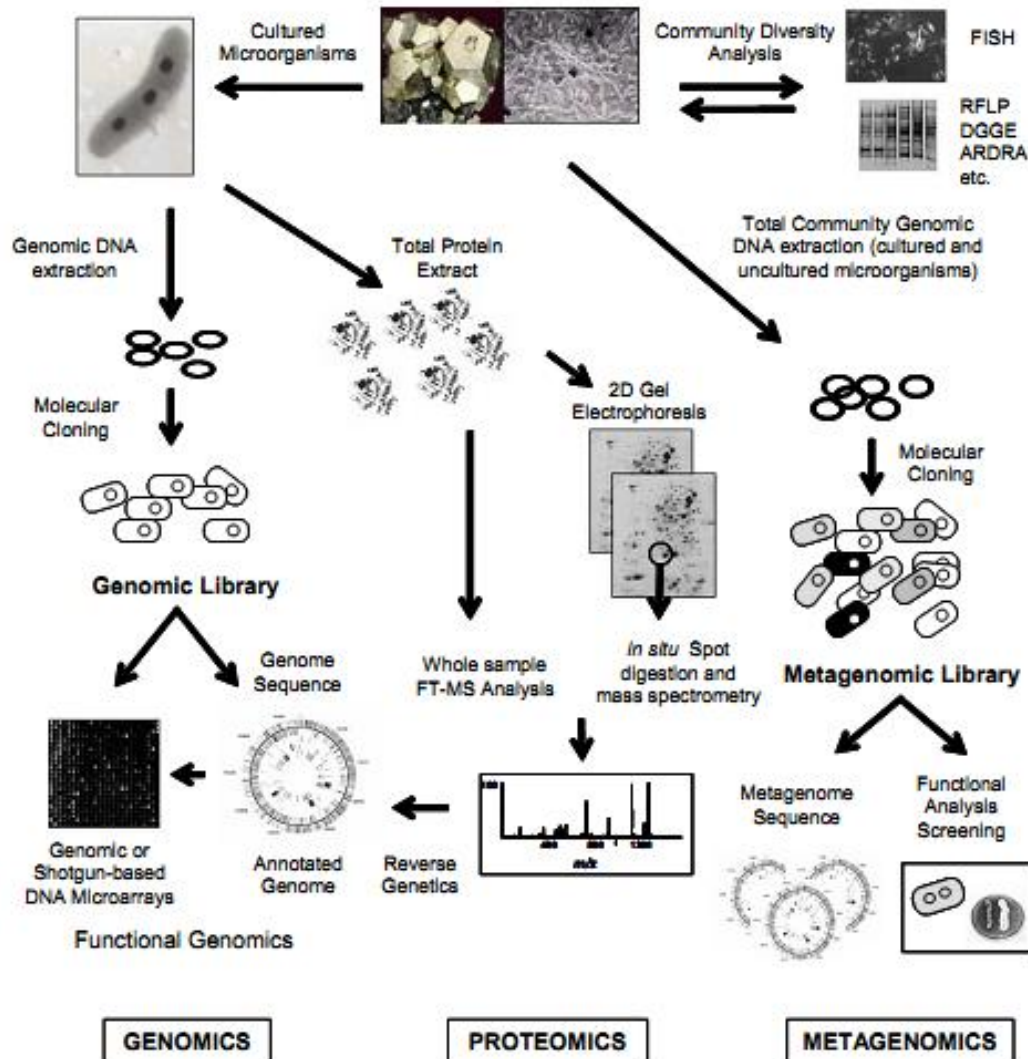 Cultured
Microorganisms
Community Diversity
Analysis
FISH
RFLP
DGGE
ARDRA
etc.
Genomic DNA
extraction
Total Protein
Extract
Total Community Genomic
DNA extraction (cultured and
uncultured microorganisms)
Molecular
Cloning
2D Gel
Electrophoresis
Molecular
Cloning
Genomic Library
Genome
Sequence
Whole sample
FT-MS Analysis
In situ Spot
digestion and
mass spectrometry
Metagenomic Library
Metagenome
Sequence
Functional
Analysis
Screening
m/z
Genomic or
Shotgun-based
DNA Microarrays
Annotated
Genome
Reverse
Genetics
Functional Genomics
GENOMICS
PROTEOMICS
METAGENOMICS